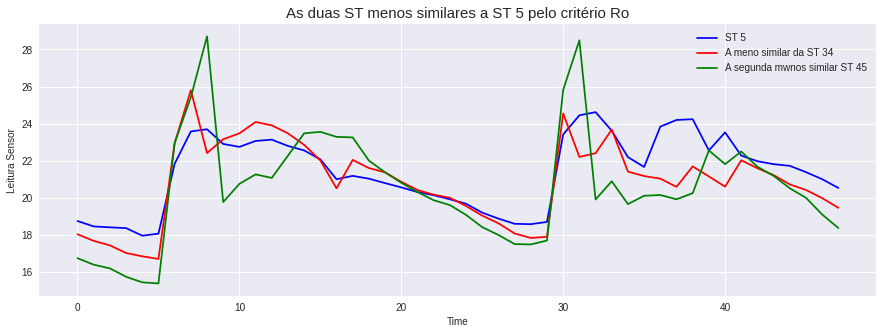 As duas ST menos similares a ST 5 pelo critério Ro
Leitura Sensor
28
26
24
22
20
18
16
ST 5
A meno similar da ST 34
A segunda mwnos similar ST 45
0
10
20
30
40
Time